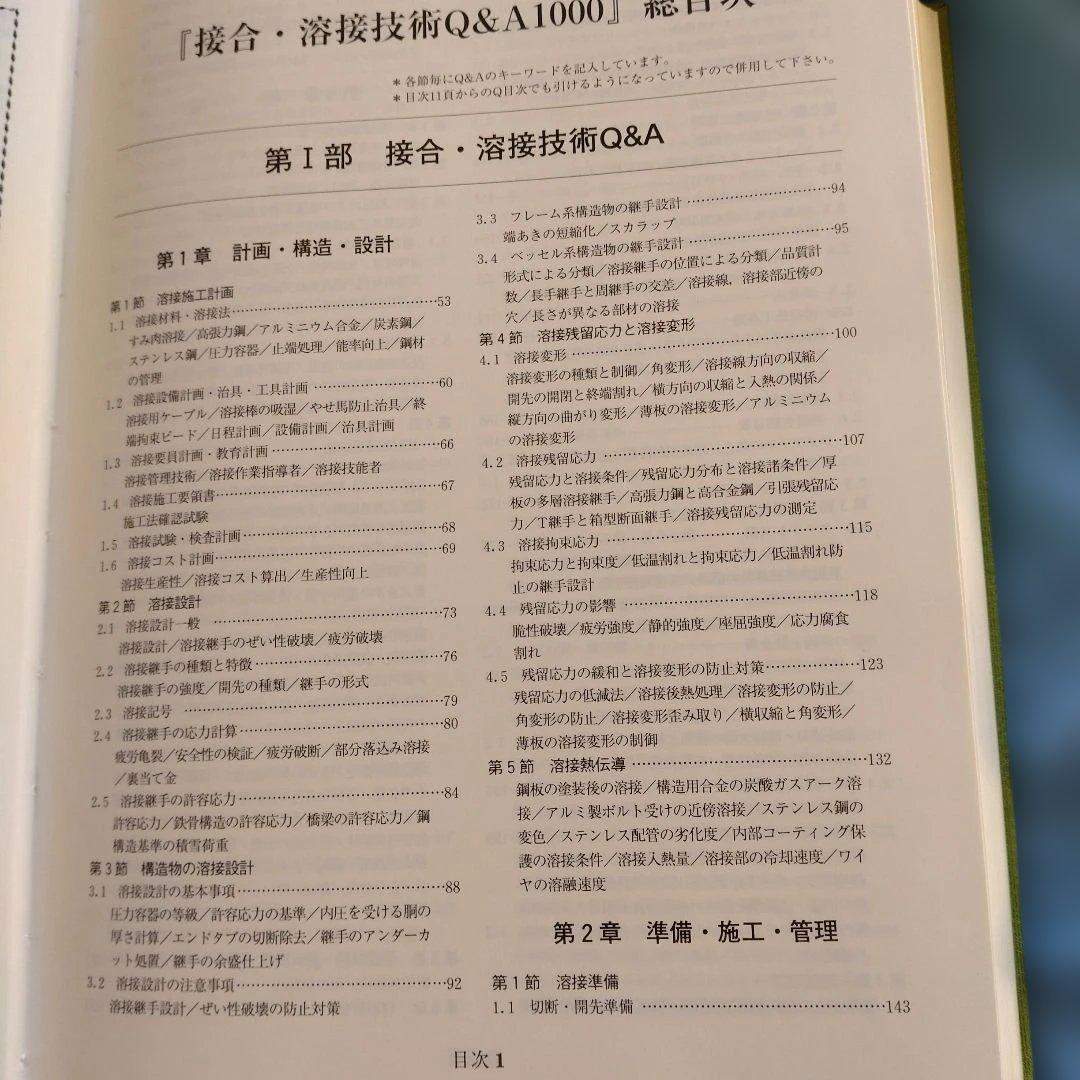 『接合・溶接技術Q&A1000』総目次
＊各節毎にQ&Aのキーワードを記入しています。
＊目次11頁からのQ目次でも引けるようになっていますので併用して下さい。
第Ⅰ部 接合・溶接技術Q&A
第1章 計画・構造・設計
第1節 溶接施工計画
1.1 溶接材料・溶接法……53
すみ肉溶接／高張力鋼／アルミニウム合金／炭素鋼／
ステンレス鋼／圧力容器／止端処理／能率向上／鋼材
の管理
1.2 溶接設備計画・治具・工具計画……60
溶接用ケーブル／溶接棒の吸湿／やせ馬防止治具／終
端拘束ビード／日程計画／設備計画／治具計画
1.3 溶接要員計画・教育計画……66
溶接管理技術／溶接作業指導者／溶接技能者
1.4 溶接施工要領書……67
施工法確認試験
1.5 溶接試験・検査計画……68
1.6 溶接コスト計画……69
溶接生産性／溶接コスト算出／生産性向上
第2節 溶接設計
2.1 溶接設計一般……73
溶接設計／溶接継手のぜい性破壊／疲労破壊
2.2 溶接継手の種類と特徴……76
溶接継手の強度／開先の種類／継手の形式
2.3 溶接記号……79
2.4 溶接継手の応力計算……80
疲労亀裂／安全性の検証／疲労破断／部分溶込み溶接
／裏当て金
2.5 溶接継手の許容応力……84
許容応力／鉄骨構造の許容応力／橋梁の許容応力／鋼
構造基準の積雪荷重
第3節 構造物の溶接設計
3.1 溶接設計の基本事項……88
圧力容器の等級／許容応力の基準／内圧を受ける胴の
厚さ計算／エンドタブの切断除去／継手のアンダーカ
ット処置／継手の余盛仕上げ
3.2 溶接設計の注意事項……92
溶接継手設計／ぜい性破壊の防止対策
3.3 フレーム系構造物の継手設計……94
端あきの短縮化／スカラップ
3.4 ベッセル系構造物の継手設計……95
形式による分類／溶接継手の位置による分類／品質計
数／長手継手と周継手の交差／溶接線，溶接部近傍の
穴／長さが異なる部材の溶接
第4節 溶接残留応力と溶接変形
4.1 溶接変形……100
溶接変形の種類と制御／角変形／溶接線方向の収縮／
開先の開閉と終端割れ／横方向の収縮と入熱の関係／
縦方向の曲がり変形／薄板の溶接変形／アルミニウム
の溶接変形
4.2 溶接残留応力……107
残留応力と溶接条件／残留応力分布と溶接諸条件／厚
板の多層溶接継手／高張力鋼と高合金鋼／引張残留応
力／T継手と箱型断面継手／溶接残留応力の測定
4.3 溶接拘束応力……115
拘束応力と拘束度／低温割れと拘束応力／低温割れ防
止の継手設計
4.4 残留応力の影響……118
脆性破壊／疲労強度／静的強度／座屈強度／応力腐食
割れ
4.5 残留応力の緩和と溶接変形の防止対策……123
残留応力の低減法／溶接後熱処理／溶接変形の防止／
角変形の防止／溶接変形歪み取り／横収縮と角変形／
薄板の溶接変形の制御
第5節 溶接熱伝導……132
鋼板の塗装後の溶接／構造用合金の炭酸ガスアーク溶
接／アルミ製ボルト受けの近傍溶接／ステンレス鋼の
変色／ステンレス配管の劣化度／内部コーティング保
護の溶接条件／溶接入熱量／溶接部の冷却速度／ワイ
ヤの溶融速度
第2章 準備・施工・管理
第1節 溶接準備
1.1 切断・開先準備……143
目次 1